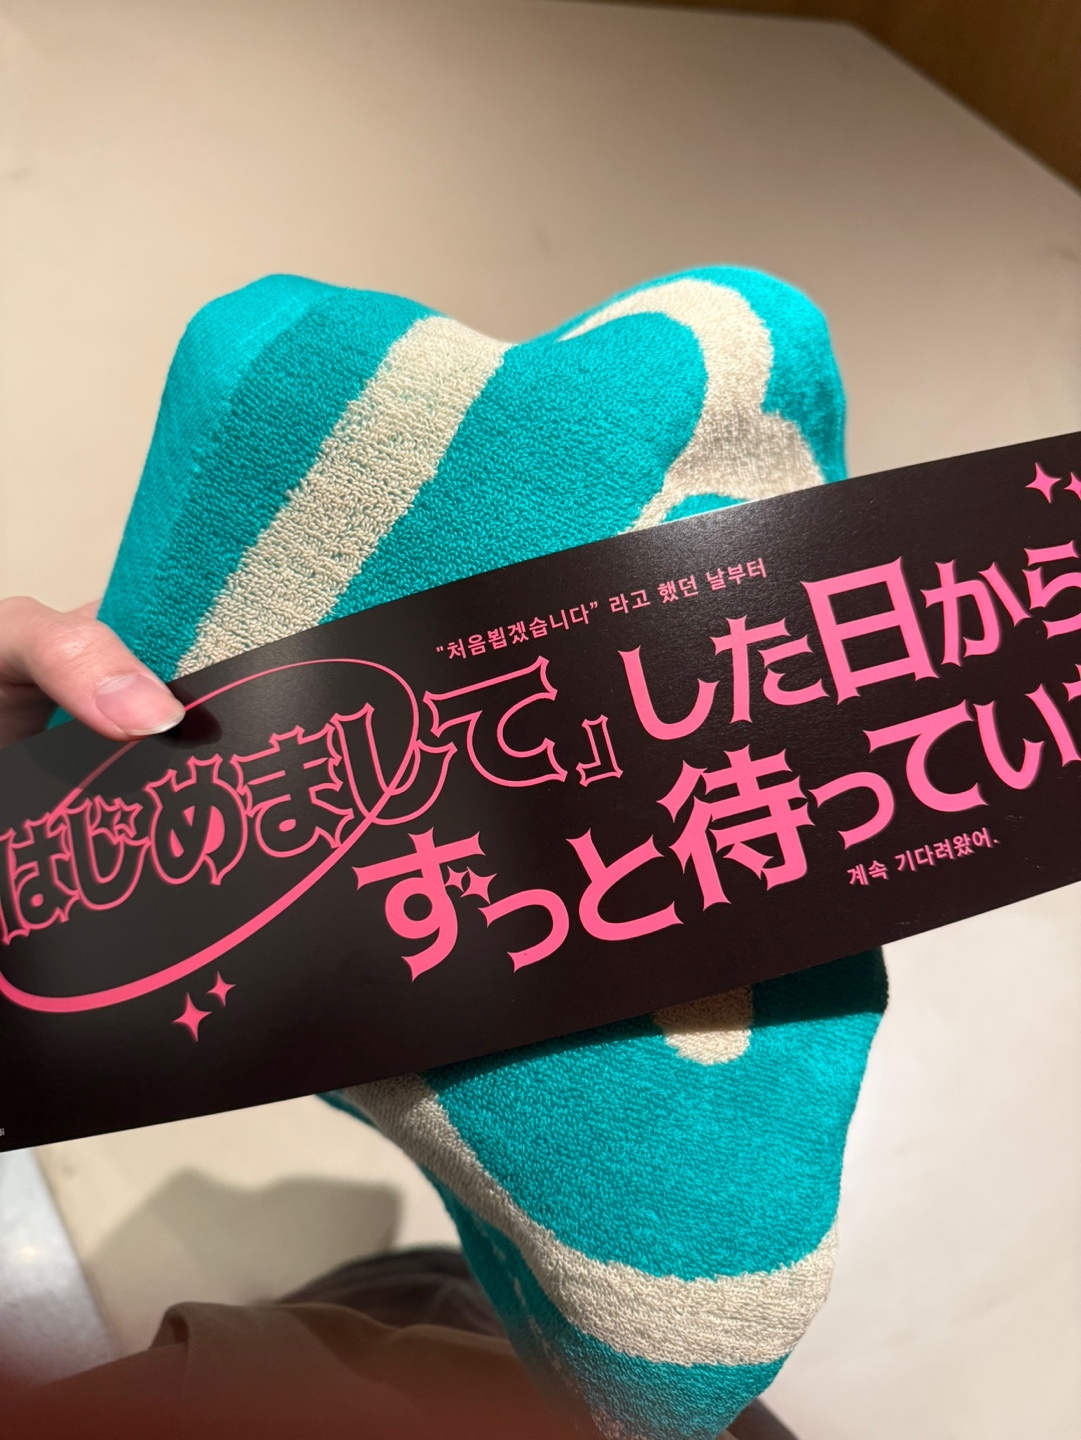 "처음뵙겠습니다" 라고 했던 날부터
はじめまして』した日から
ずっと待ってい
계속 기다려왔어.